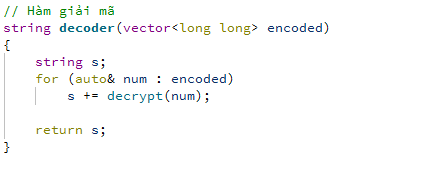 // Hàm giải mã
string decoder(vector<long long> encoded)
{
    string s;
    for (auto& num : encoded)
        s += decrypt(num);

    return s;
}